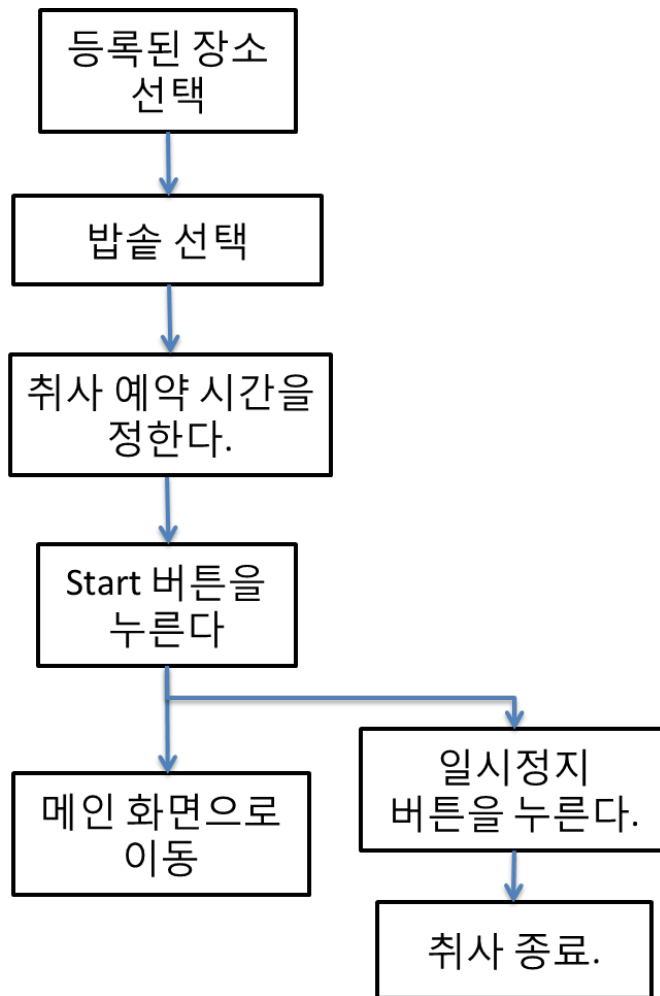 등록된 장소
선택
밥솥 선택
취사 예약 시간을
정한다.
Start 버튼을
누른다
메인 화면으로
이동
일시정지
버튼을 누른다.
취사 종료.